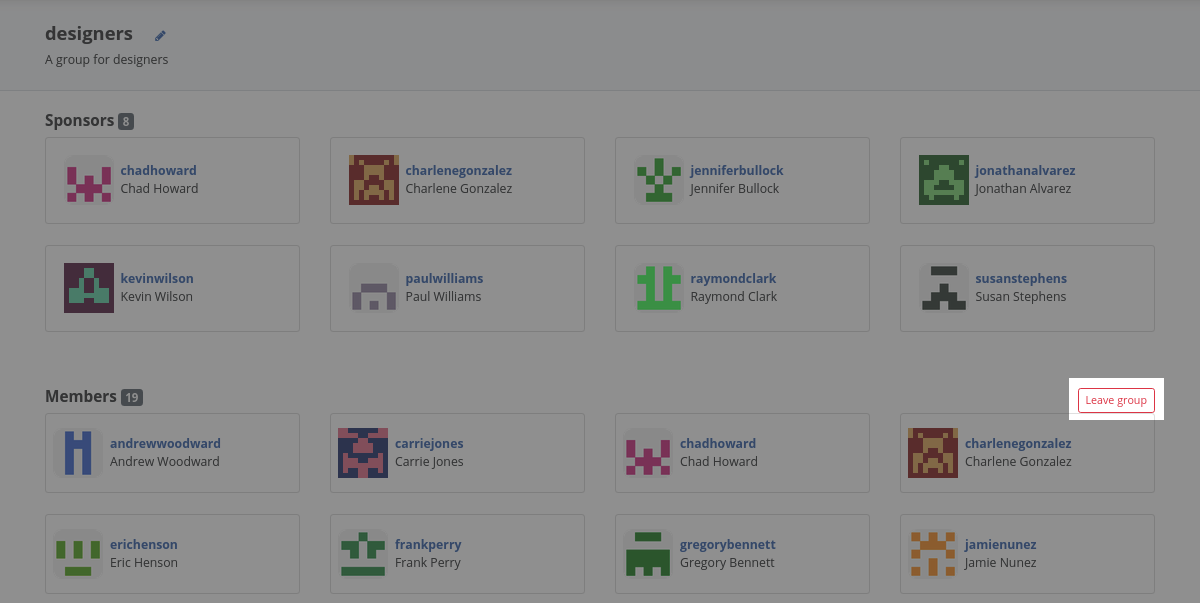 designers
A group for designers
Sponsors 8
chadhoward
Chad Howard
charlenegonzalez
Charlene Gonzalez
jenniferbullock
Jennifer Bullock
jonathanalvarez
Jonathan Alvarez
kevinwilson
Kevin Wilson
paulwilliams
Paul Williams
raymondclark
Raymond Clark
susanstephens
Susan Stephens
Members 19
Leave group
andrewwoodward
Andrew Woodward
carriejones
Carrie Jones
chadhoward
Chad Howard
charlenegonzalez
Charlene Gonzalez
erichenson
Eric Henson
frankperry
Frank Perry
gregorybennett
Gregory Bennett
jamienunez
Jamie Nunez